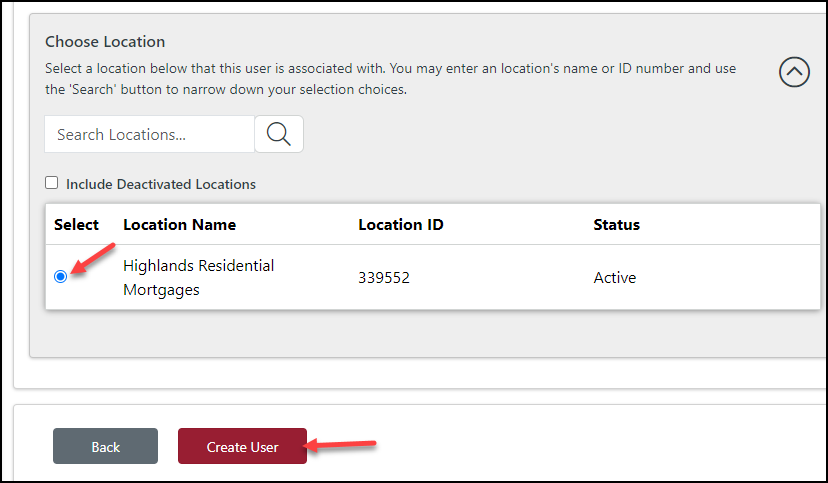 Choose Location
Select a location below that this user is associated with. You may enter an location's name or ID number and use
the 'Search' button to narrow down your selection choices.
Search Locations...
Include Deactivated Locations
Select Location Name Location ID Status
Highlands Residential
Mortgages 339552 Active
Back Create User